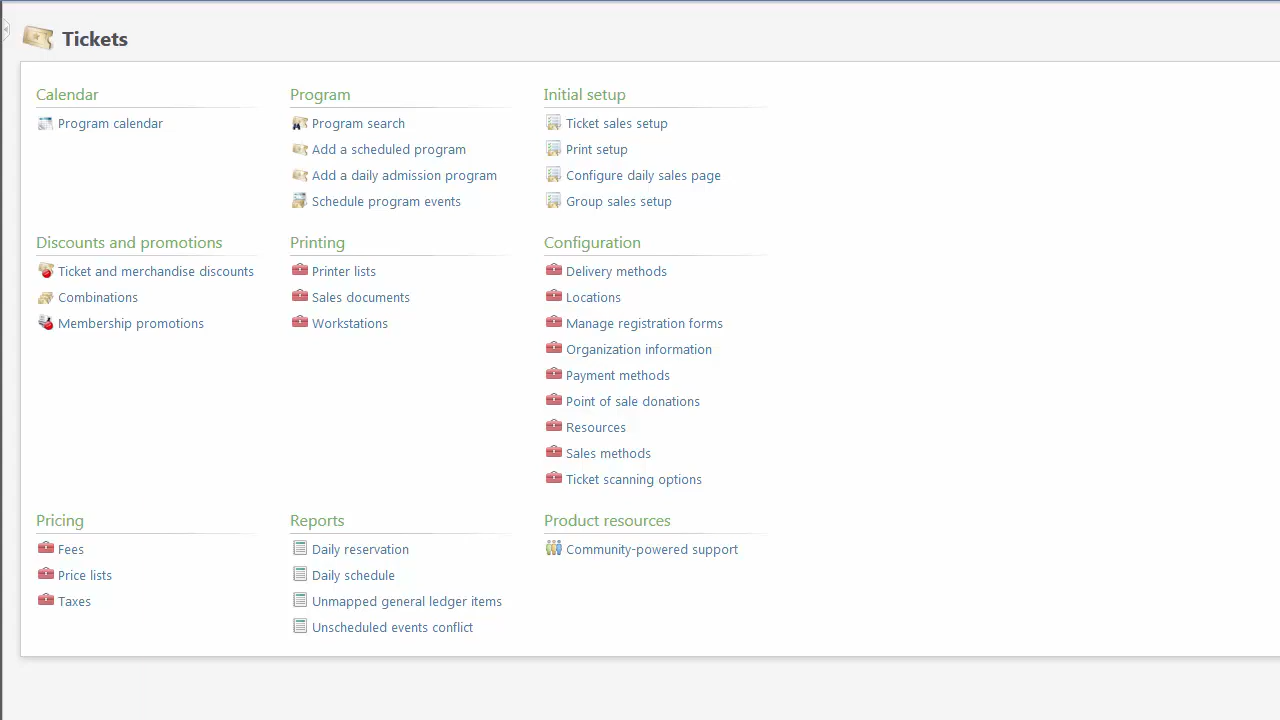 Tickets
Calendar
Program calendar
Program
Program search
Add a scheduled program
Add a daily admission program
Schedule program events
Initial setup
Ticket sales setup
Print setup
Configure daily sales page
Group sales setup
Discounts and promotions
Ticket and merchandise discounts
Combinations
Membership promotions
Printing
Printer lists
Sales documents
Workstations
Configuration
Delivery methods
Locations
Manage registration forms
Organization information
Payment methods
Point of sale donations
Resources
Sales methods
Ticket scanning options
Pricing
Fees
Price lists
Taxes
Reports
Daily reservation
Daily schedule
Unmapped general ledger items
Unscheduled events conflict
Product resources
Community-powered support